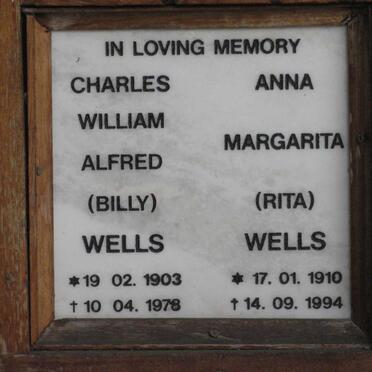 IN LOVING MEMORY
CHARLES ANNA
WILLIAM
MARGARITA
ALFRED
(BILLY) (RITA)
WELLS WELLS
✶19 02. 1903 ✶ 17. 01. 1910
† 10 04. 1978 † 14. 09. 1994